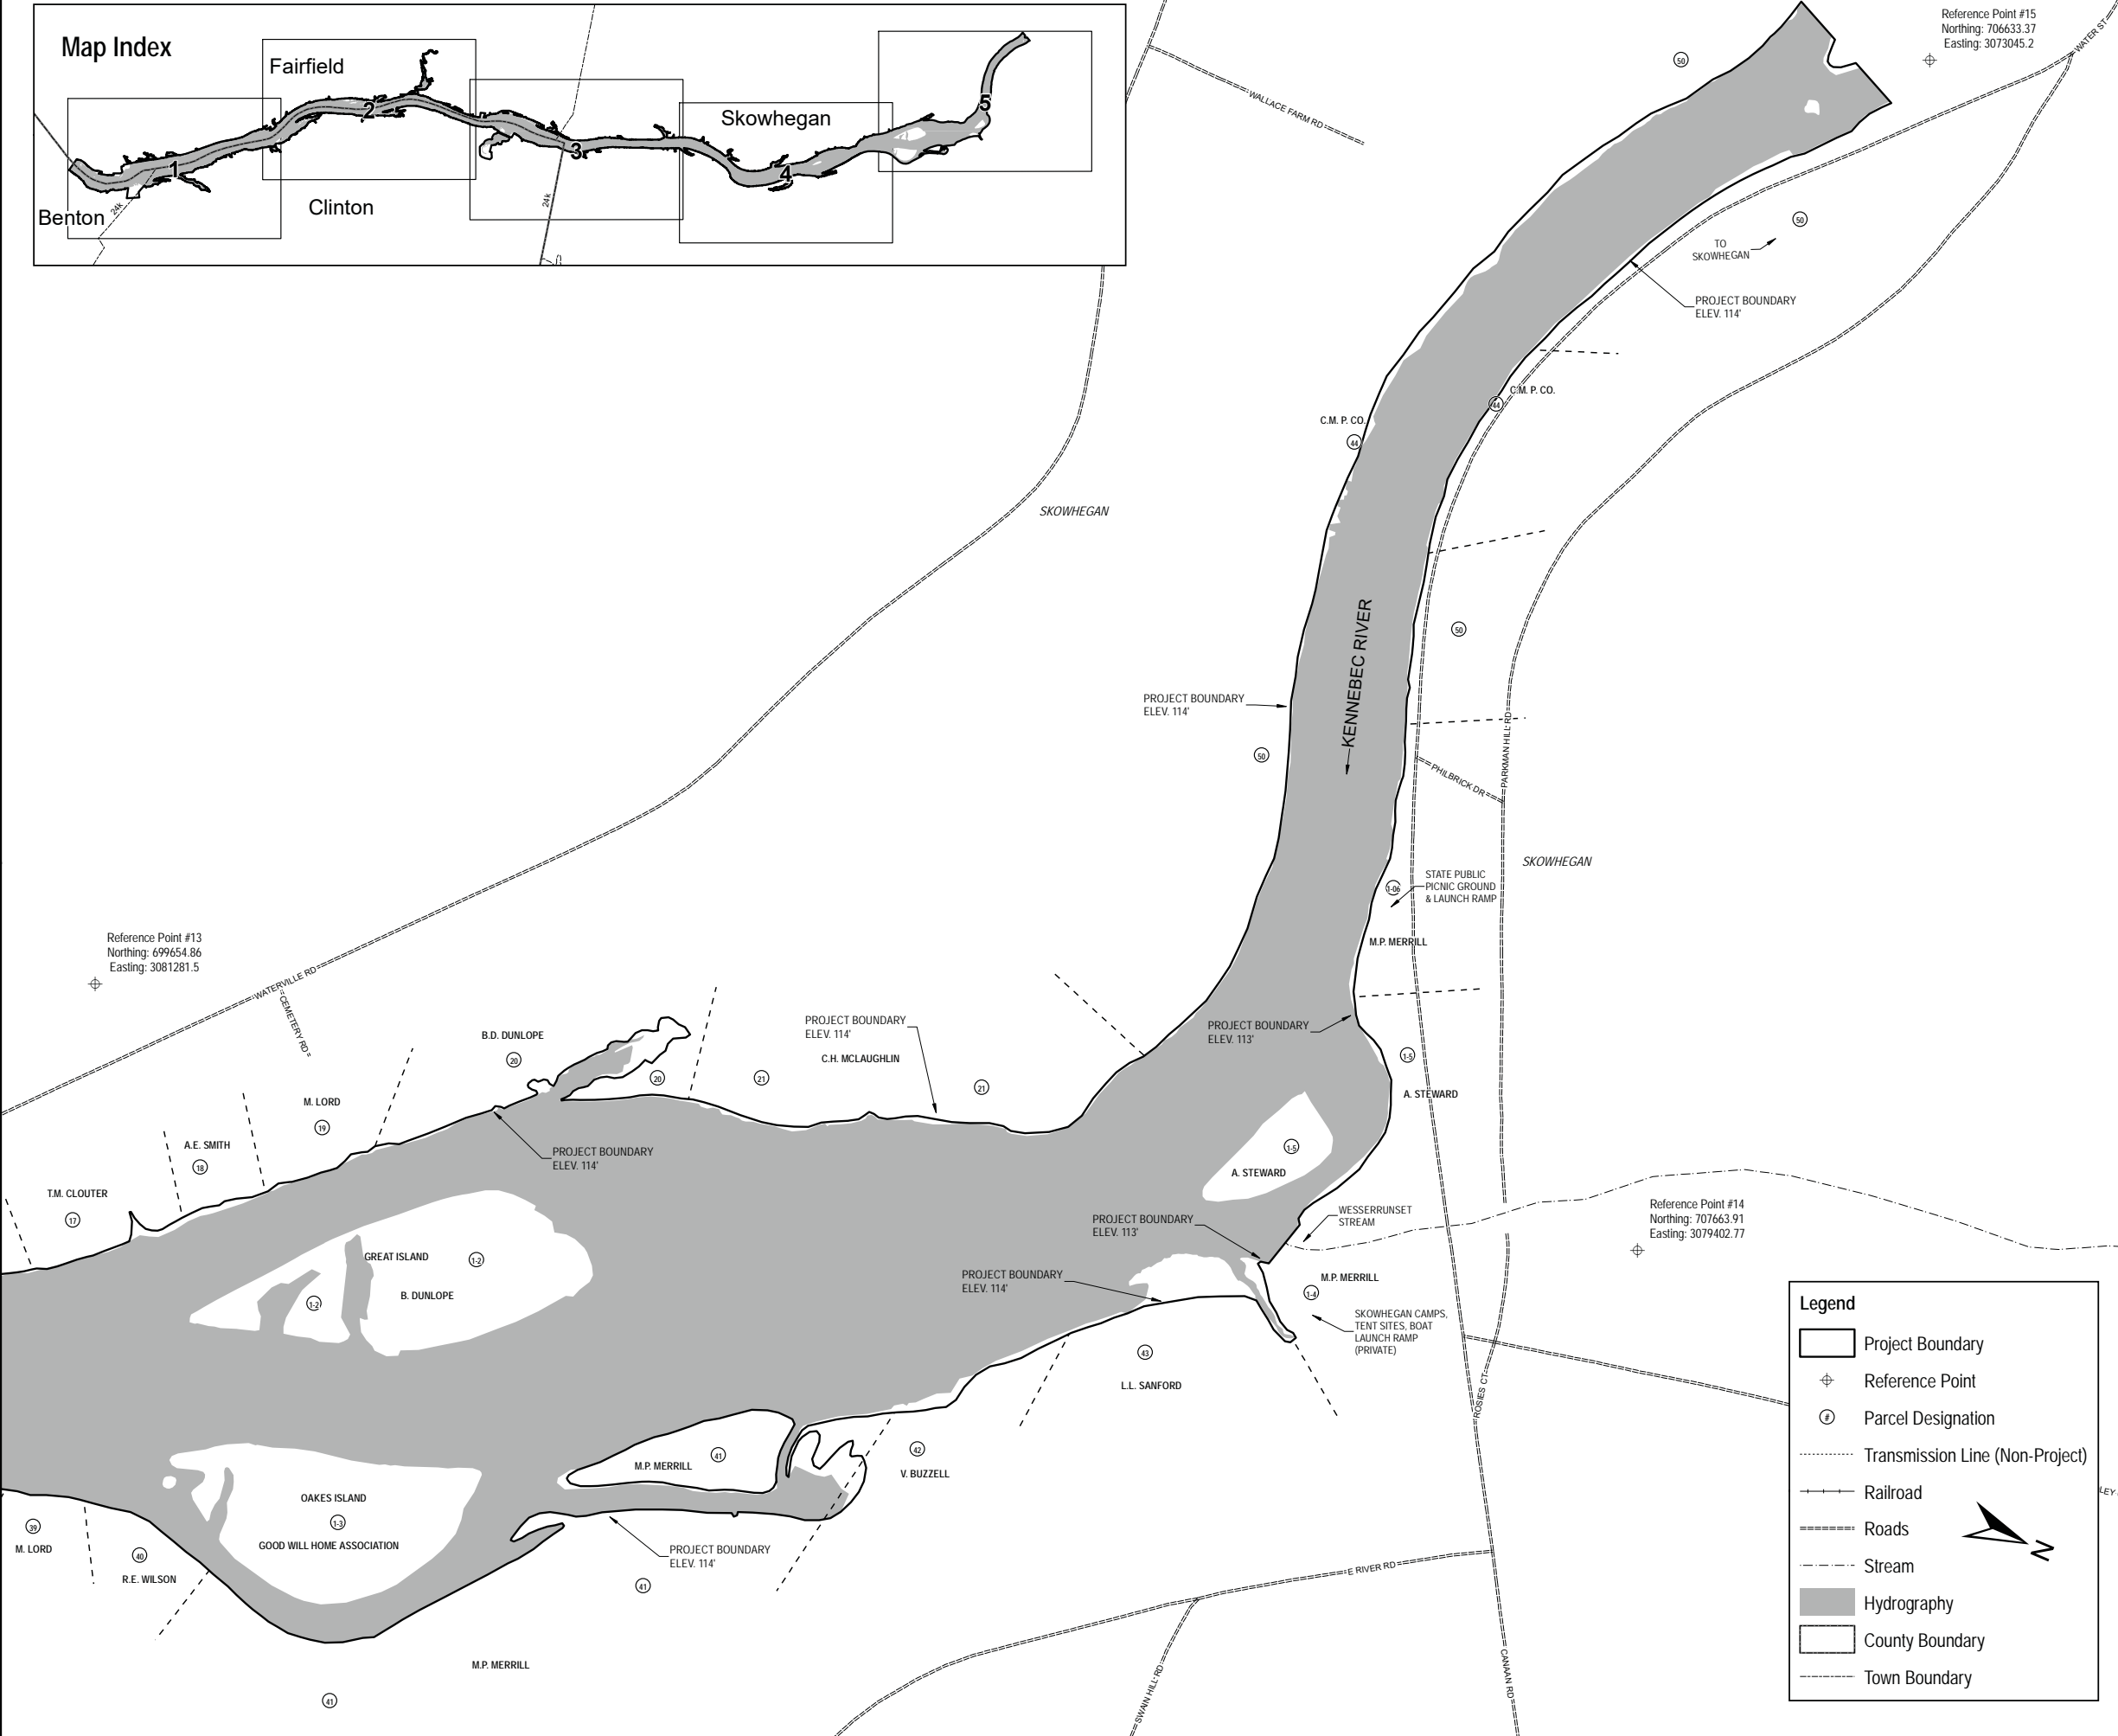 Map Index
Fairfield
Skowhegan
Benton
Clinton
1
2
3
4
5
24k
24k
Reference Point #15
Northing: 706633.37
Easting: 3073045.2
WATER ST
50
WALLACE FARM RD
50
TO
SKOWHEGAN
PROJECT BOUNDARY
ELEV. 114'
C.M. P. CO.
44
C.M. P. CO.
44
SKOWHEGAN
KENNEBEC RIVER
50
PROJECT BOUNDARY
ELEV. 114'
50
PARKMAN HILL RD
PHILBRICK DR
SKOWHEGAN
STATE PUBLIC
PICNIC GROUND
& LAUNCH RAMP
1-06
M.P. MERRILL
Reference Point #13
Northing: 699654.86
Easting: 3081281.5
WATERVILLE RD
CEMETERY RD
B.D. DUNLOPE
20
20
PROJECT BOUNDARY
ELEV. 114'
C.H. MCLAUGHLIN
21
21
PROJECT BOUNDARY
ELEV. 113'
1-5
A. STEWARD
M. LORD
19
A.E. SMITH
18
T.M. CLOUTER
17
PROJECT BOUNDARY
ELEV. 114'
1-5
A. STEWARD
WESSERRUNSET
STREAM
PROJECT BOUNDARY
ELEV. 113'
Reference Point #14
Northing: 707663.91
Easting: 3079402.77
GREAT ISLAND
1-2
B. DUNLOPE
1-2
PROJECT BOUNDARY
ELEV. 114'
M.P. MERRILL
1-4
SKOWHEGAN CAMPS,
TENT SITES, BOAT
LAUNCH RAMP
(PRIVATE)
43
L.L. SANFORD
ROSIES CT
M.P. MERRILL
41
42
V. BUZZELL
OAKES ISLAND
1-3
GOOD WILL HOME ASSOCIATION
39
M. LORD
40
R.E. WILSON
PROJECT BOUNDARY
ELEV. 114'
41
E RIVER RD
SWAIN HILL RD
CANAAN RD
M.P. MERRILL
41
LEY
Legend
Project Boundary
Reference Point
# Parcel Designation
Transmission Line (Non-Project)
Railroad
Roads
Stream
Hydrography
County Boundary
Town Boundary
N